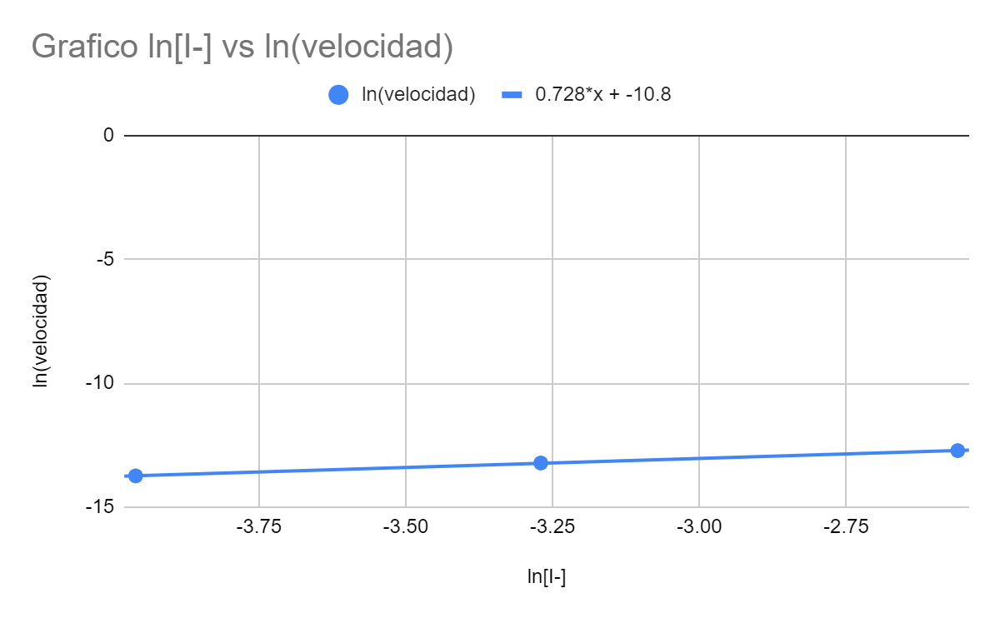 Grafico ln[I-] vs ln(velocidad)
ln(velocidad) 0.728*x + -10.8
0
-5
-10
-15
ln(velocidad)
-3.75 -3.50 -3.25 -3.00 -2.75
ln[I-]